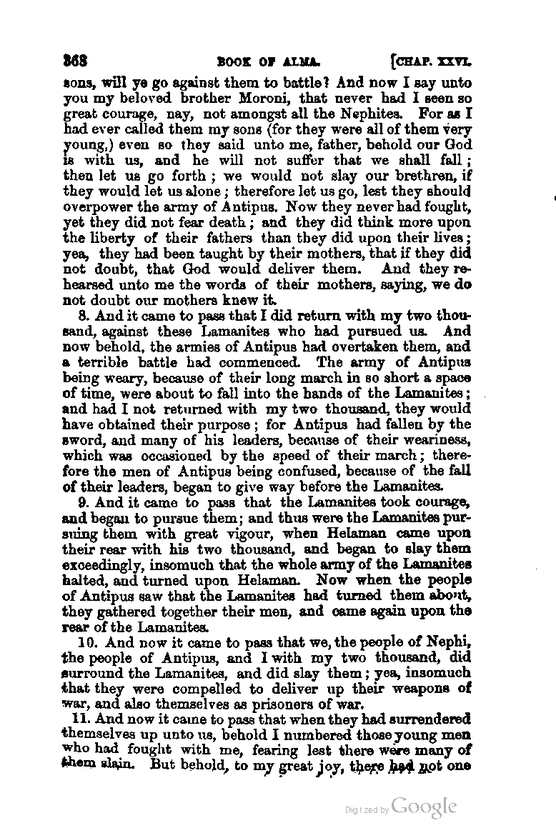 368 BOOK OF ALMA. [CHAP. XXVI.
sons, will ye go against them to battle? And now I say unto
you my beloved brother Moroni, that never had I seen so
great courage, nay, not amongst all the Nephites. For as I
had ever called them my sons (for they were all of them very
young,) even so they said unto me, father, behold our God
is with us, and he will not suffer that we shall fall;
then let us go forth; we would not slay our brethren, if
they would let us alone; therefore let us go, lest they should
overpower the army of Antipus. Now they never had fought,
yet they did not fear death; and they did think more upon
the liberty of their fathers than they did upon their lives;
yea, they had been taught by their mothers, that if they did
not doubt, that God would deliver them. And they re-
hearsed unto me the words of their mothers, saying, we do
not doubt our mothers knew it.
8. And it came to pass that I did return with my two thou-
sand, against these Lamanites who had pursued us. And
now behold, the armies of Antipus had overtaken them, and
a terrible battle had commenced. The army of Antipus
being weary, because of their long march in so short a space
of time, were about to fall into the hands of the Lamanites;
and had I not returned with my two thousand, they would
have obtained their purpose; for Antipus had fallen by the
sword, and many of his leaders, because of their weariness,
which was occasioned by the speed of their march; there-
fore the men of Antipus being confused, because of the fall
of their leaders, began to give way before the Lamanites.
9. And it came to pass that the Lamanites took courage,
and began to pursue them; and thus were the Lamanites pur-
suing them with great vigour, when Helaman came upon
their rear with his two thousand, and began to slay them
exceedingly, insomuch that the whole army of the Lamanites
halted, and turned upon Helaman. Now when the people
of Antipus saw that the Lamanites had turned them about,
they gathered together their men, and came again upon the
rear of the Lamanites.
10. And now it came to pass that we, the people of Nephi,
the people of Antipus, and I with my two thousand, did
surround the Lamanites, and did slay them; yea, insomuch
that they were compelled to deliver up their weapons of
war, and also themselves as prisoners of war.
11. And now it came to pass that when they had surrendered
themselves up unto us, behold I numbered those young men
who had fought with me, fearing lest there were many of
them slain. But behold, to my great joy, there had not one
Digitized by Google